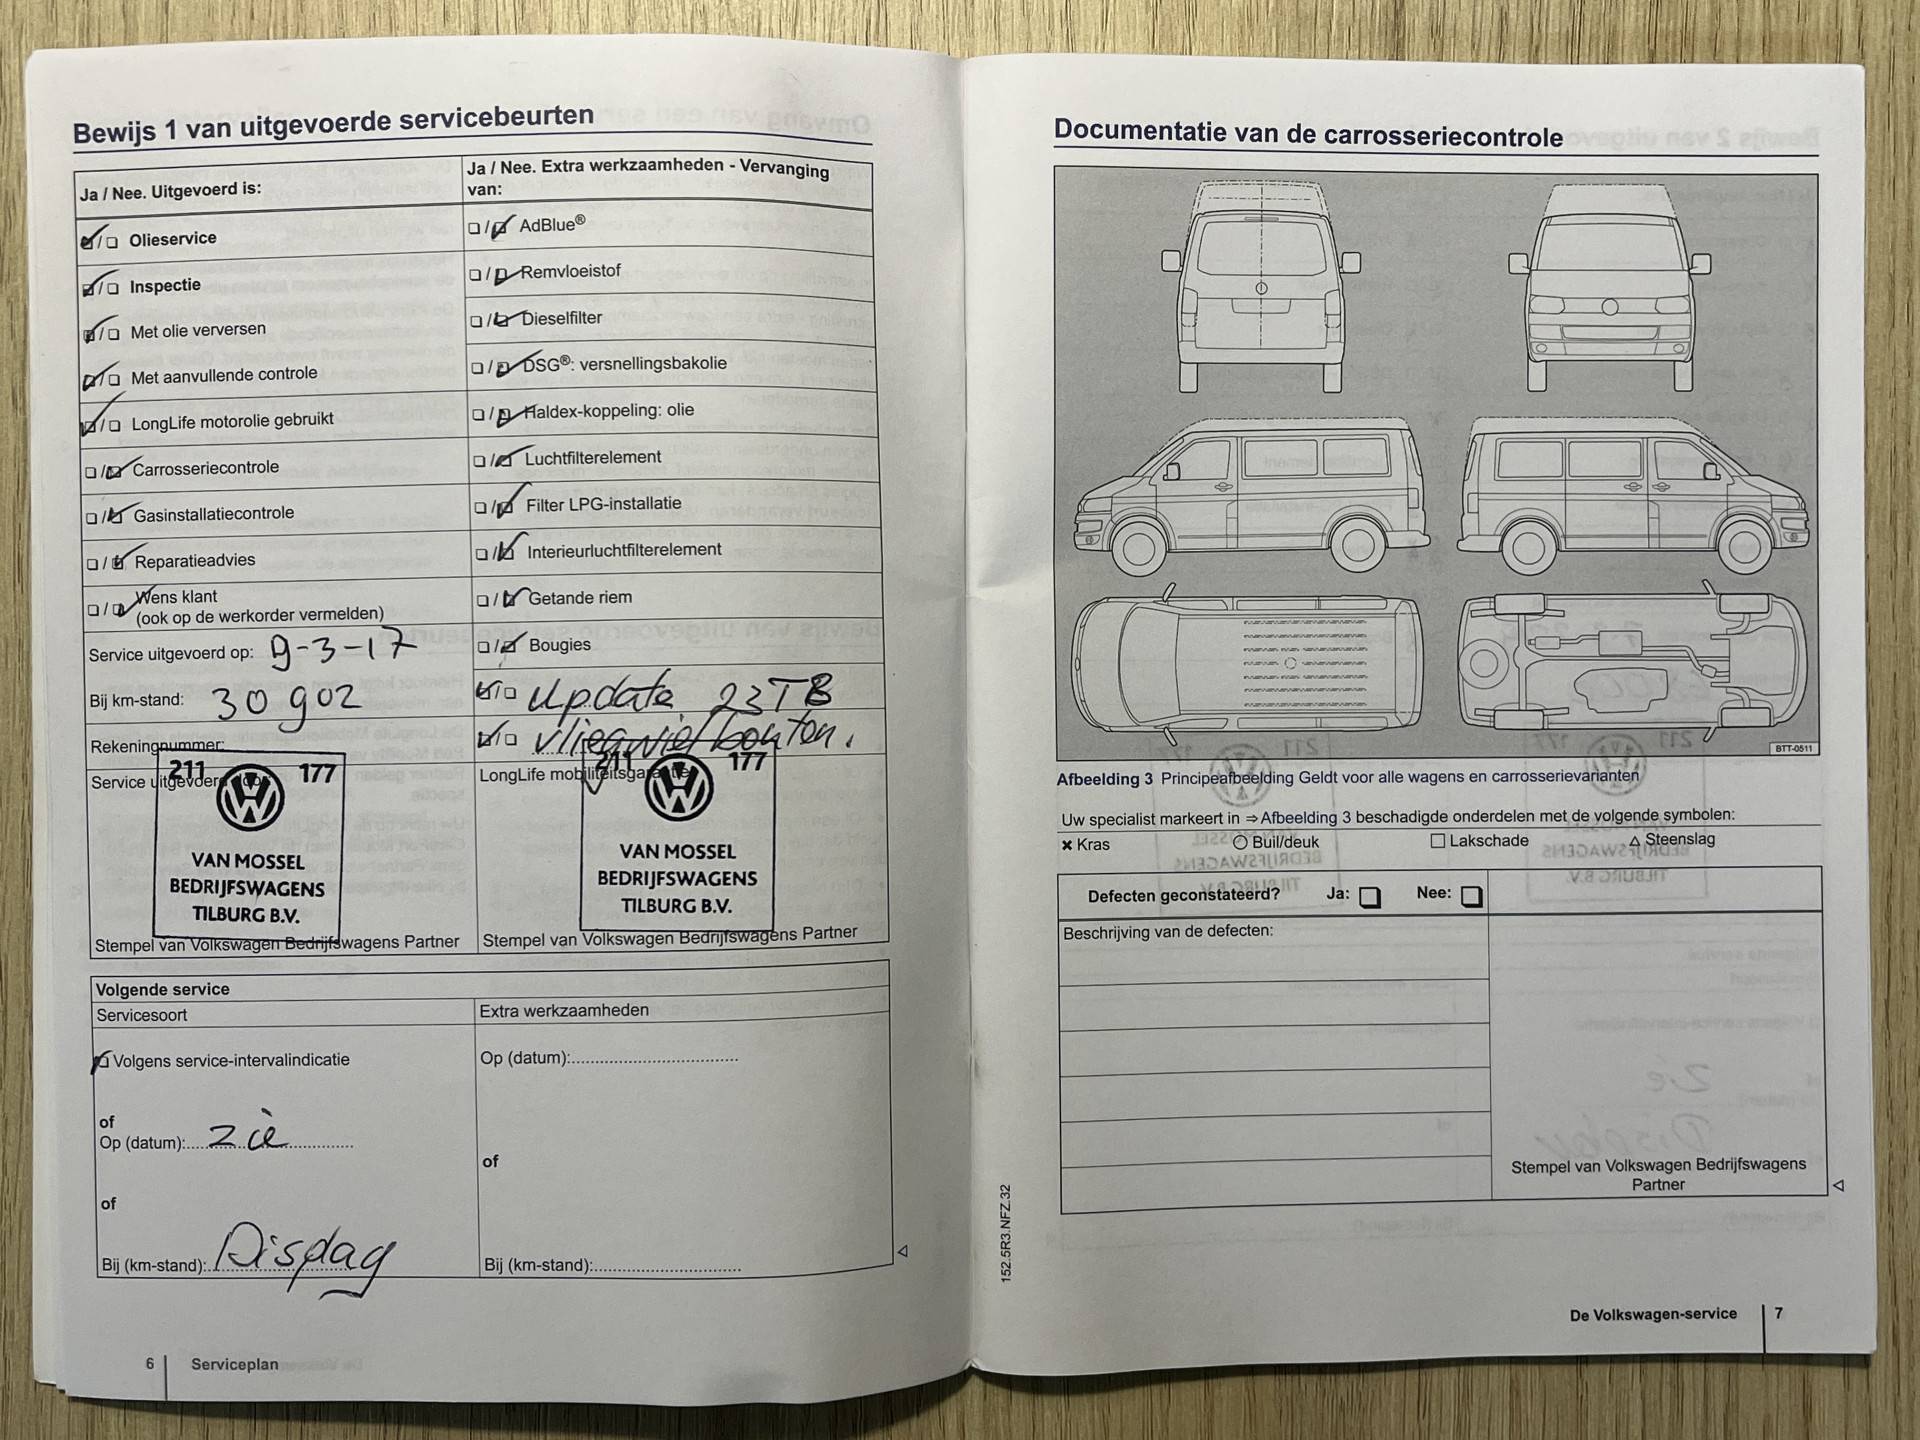 Bewijs 1 van uitgevoerde servicebeurten
Ja / Nee. Uitgevoerd is:
Olieservice
Inspectie
Met olie verversen
Met aanvullende controle
LongLife motorolie gebruikt
Carrosseriecontrole
Gasinstallatiecontrole
Reparatieadvies
Wens klant
(ook op de werkorder vermelden)
Service uitgevoerd op: 9-3-17
Bij km-stand: 30902
Rekeningnummer:
Service uitgevoerd door:
211 177
VAN MOSSEL
BEDRIJFSWAGENS
TILBURG B.V.
Stempel van Volkswagen Bedrijfswagens Partner
Ja / Nee. Extra werkzaamheden - Vervanging
van:
AdBlue®
Remvloeistof
Dieselfilter
DSG®: versnellingsbakolie
Haldex-koppeling: olie
Luchtfilterelement
Filter LPG-installatie
Interieurluchtfilterelement
Getande riem
Bougies
update 23TB
vliegwielbouten.
LongLife mobiliteitsgarantie
211 177
VAN MOSSEL
BEDRIJFSWAGENS
TILBURG B.V.
Stempel van Volkswagen Bedrijfswagens Partner
Volgende service
Servicesoort
Volgens service-intervalindicatie
of
Op (datum): zie
of
Bij (km-stand): Display
Extra werkzaamheden
Op (datum):
of
Bij (km-stand):
6 Serviceplan
Documentatie van de carrosseriecontrole
BTT-0511
Afbeelding 3 Principeafbeelding Geldt voor alle wagens en carrosserievarianten
Uw specialist markeert in ⇒ Afbeelding 3 beschadigde onderdelen met de volgende symbolen:
× Kras ○ Buil/deuk □ Lakschade △ Steenslag
Defecten geconstateerd? Ja: Nee:
Beschrijving van de defecten:
Stempel van Volkswagen Bedrijfswagens
Partner
152.5R3.NFZ.32
De Volkswagen-service 7